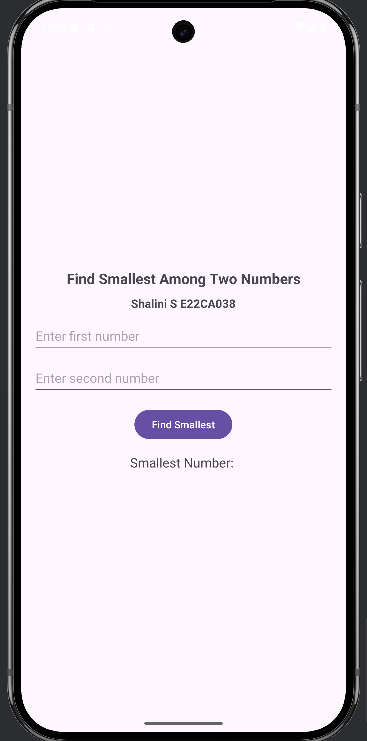 Find Smallest Among Two Numbers
Shalini S E22CA038
Enter first number
Enter second number
Find Smallest
Smallest Number: